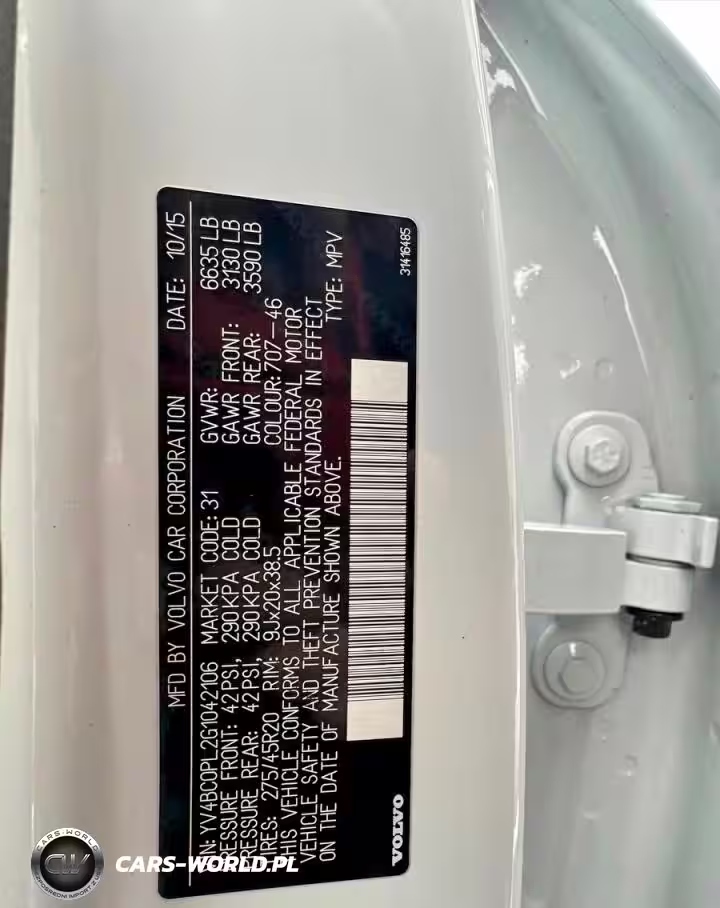 MFD BY VOLVO CAR CORPORATION DATE: 10/15
VIN: YV4BC0PL2G1042106 MARKET CODE: 31 GVWR: 6635 LB
PRESSURE FRONT: 42PSI, 290KPA COLD GAWR FRONT: 3130 LB
PRESSURE REAR: 42PSI, 290KPA COLD GAWR REAR: 3590 LB
TIRES: 275/45R20 RIM: 9Jx20x38.5 COLOUR: 707-46
THIS VEHICLE CONFORMS TO ALL APPLICABLE FEDERAL MOTOR
VEHICLE SAFETY AND THEFT PREVENTION STANDARDS IN EFFECT
ON THE DATE OF MANUFACTURE SHOWN ABOVE. TYPE: MPV
VOLVO
31416485
CARS-WORLD
CW
CARS-WORLD.PL